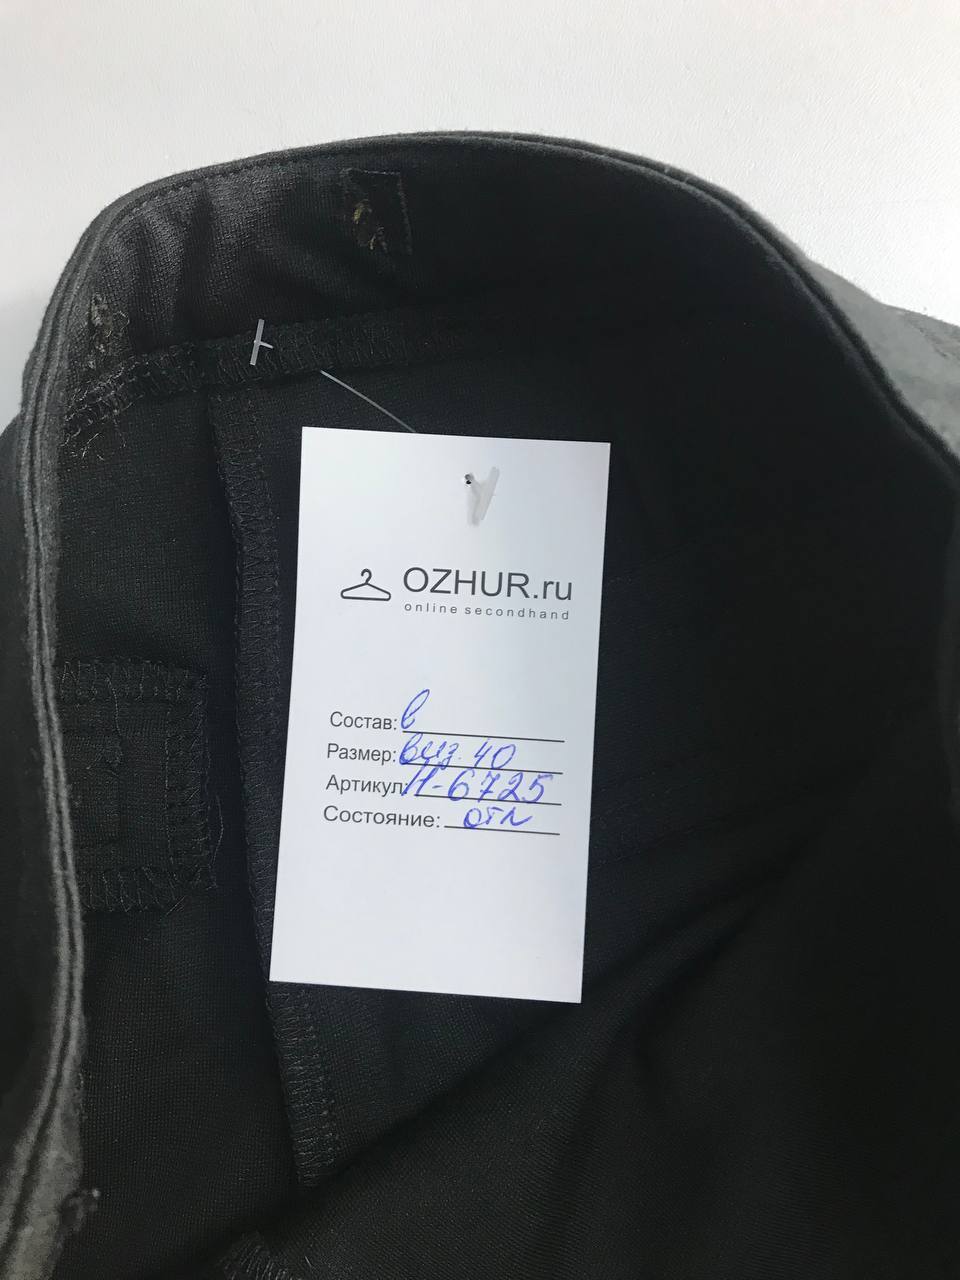 OZHUR.ru
online secondhand
Состав: в
Размер: виз. 40
Артикул: Н-6725
Состояние: отл